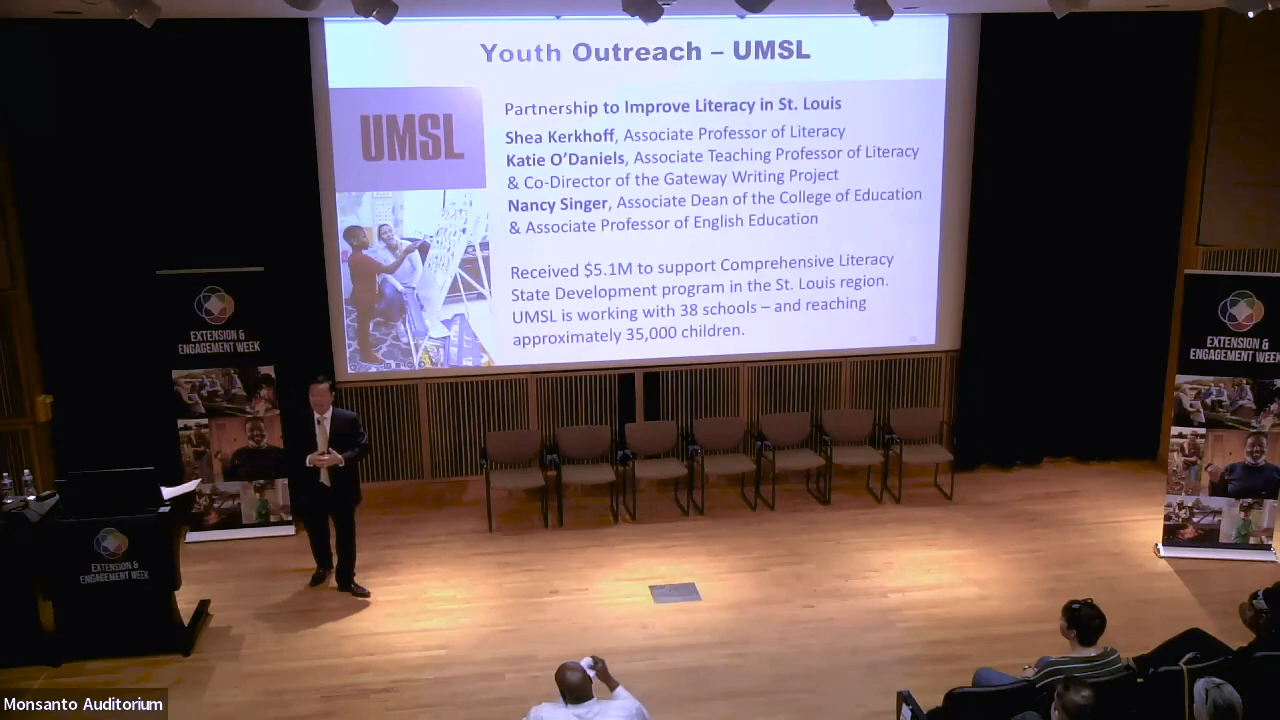 Youth Outreach – UMSL
UMSL
Partnership to Improve Literacy in St. Louis
Shea Kerkhoff, Associate Professor of Literacy
Katie O’Daniels, Associate Teaching Professor of Literacy
& Co-Director of the Gateway Writing Project
Nancy Singer, Associate Dean of the College of Education
& Associate Professor of English Education
Received $5.1M to support Comprehensive Literacy
State Development program in the St. Louis region.
UMSL is working with 38 schools – and reaching
approximately 35,000 children.
EXTENSION &
ENGAGEMENT WEEK
EXTENSION &
ENGAGEMENT WEEK
EXTENSION &
ENGAGEMENT WEEK
Monsanto Auditorium